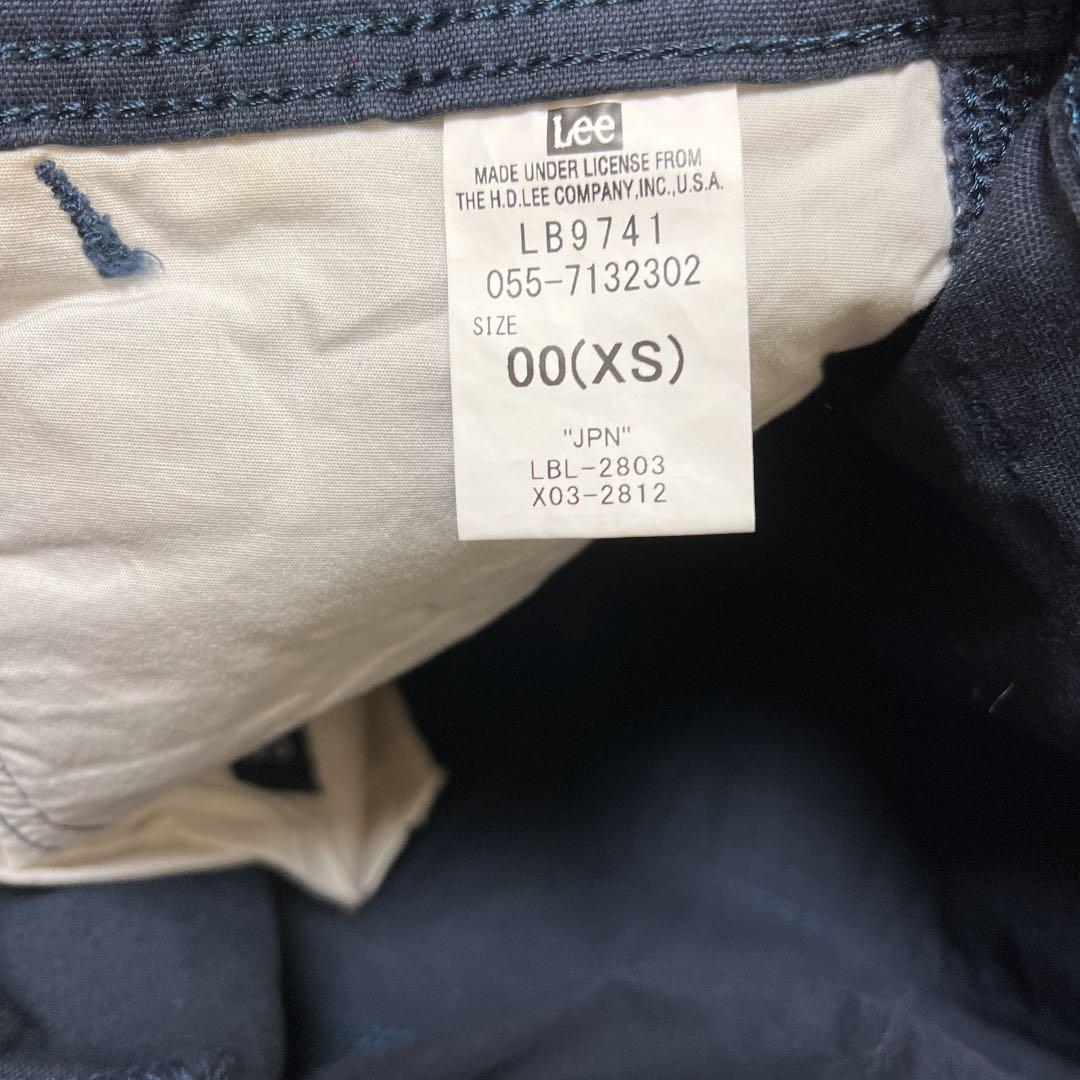 Lee
MADE UNDER LICENSE FROM
THE H.D.LEE COMPANY,INC.,U.S.A.
LB9741
055-7132302
SIZE
00(XS)
"JPN"
LBL-2803
X03-2812